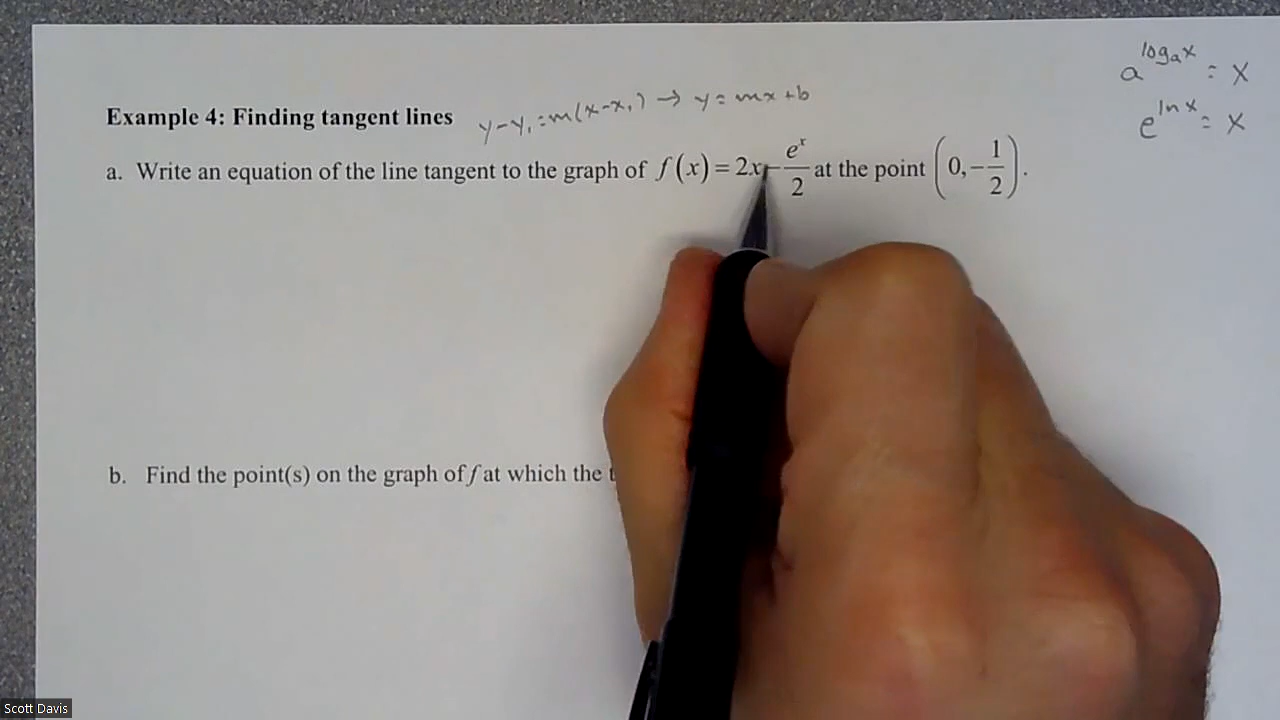 a^{log_a x} = x
e^{ln x} = x
Example 4: Finding tangent lines y-y₁=m(x-x₁) → y=mx+b
a. Write an equation of the line tangent to the graph of f(x) = 2x - e^x/2 at the point (0, -1/2).
b. Find the point(s) on the graph of f at which the
Scott Davis